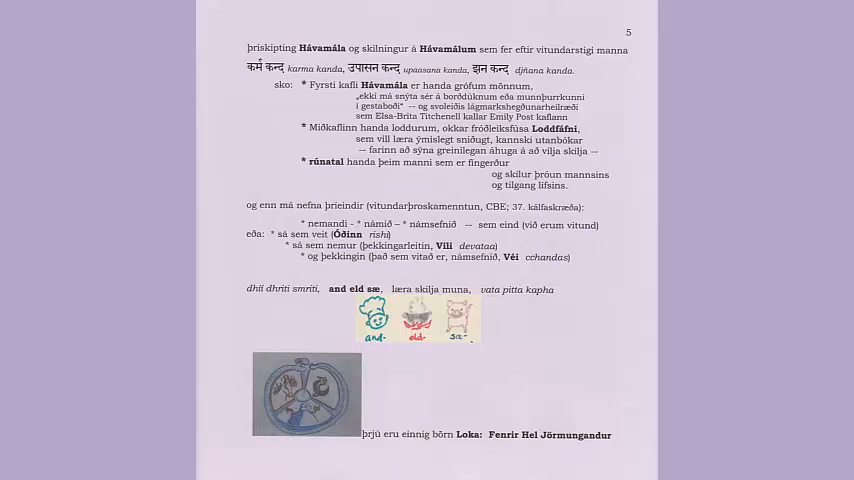 5
þrískipting Hávamála og skilningur á Hávamálum sem fer eftir vitundarstigi manna
कर्म कन्द karma kanda, उपासन कन्द upaasana kanda, झन कन्द djñana kanda.
sko: * Fyrsti kafli Hávamála er handa grófum mönnum,
„ekki má snýta sér á borðdúknum eða munnþurrkunni
í gestaboði“ -- og svoleiðis lágmarkshegðunarheilræði
sem Elsa-Brita Titchenell kallar Emily Post kaflann
* Miðkaflinn handa loddurum, okkar fróðleiksfúsa Loddfáfni,
sem vill læra ýmislegt sniðugt, kannski utanbókar
-- farinn að sýna greinilegan áhuga á að vilja skilja --
* rúnatal handa þeim manni sem er fíngerður
og skilur þróun mannsins
og tilgang lífsins.
og enn má nefna þríeindir (vitundarþroskamenntun, CBE; 37. kálfaskræða):
* nemandi - * námið – * námsefnið -- sem eind (við erum vitund)
eða: * sá sem veit (Óðinn rishi)
* sá sem nemur (þekkingarleitin, Vili devataa)
* og þekkingin (það sem vitað er, námsefnið, Véi cchandas)
dhii dhriti smriti, and eld sæ, læra skilja muna, vata pitta kapha
and- eld- sæ-
þrjú eru einnig börn Loka: Fenrir Hel Jörmungandur